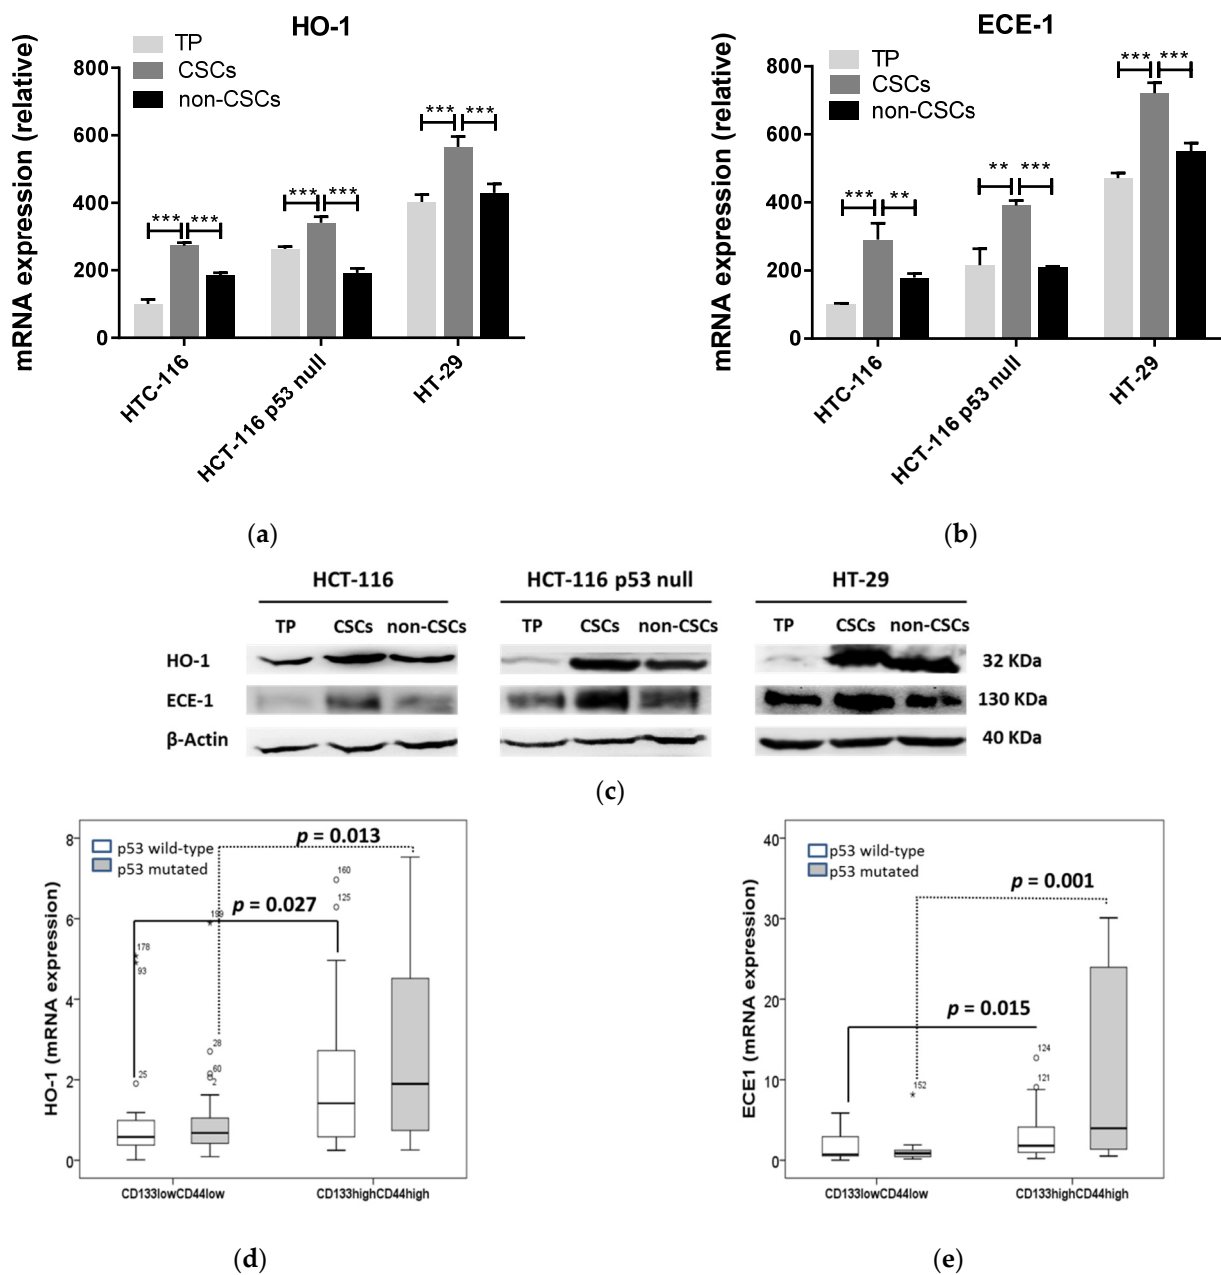 HO-1
TP
CSCs
non-CSCs
mRNA expression (relative)
800
600
400
200
0
*** *** *** *** *** ***
HTC-116
HCT-116 p53 null
HT-29
(a)
ECE-1
TP
CSCs
non-CSCs
mRNA expression (relative)
800
600
400
200
0
*** ** ** *** *** ***
HTC-116
HCT-116 p53 null
HT-29
(b)
HCT-116 HCT-116 p53 null HT-29
TP CSCs non-CSCs TP CSCs non-CSCs TP CSCs non-CSCs
HO-1 32 KDa
ECE-1 130 KDa
β-Actin 40 KDa
(c)
p53 wild-type
p53 mutated
HO-1 (mRNA expression)
8
6
4
2
0
p = 0.013
p = 0.027
160
125
199
178
*
*
93
28
60
2
25
CD133lowCD44low CD133highCD44high
(d)
p53 wild-type
p53 mutated
ECE1 (mRNA expression)
40
30
20
10
0
p = 0.001
p = 0.015
124
121
152
*
CD133lowCD44low CD133highCD44high
(e)